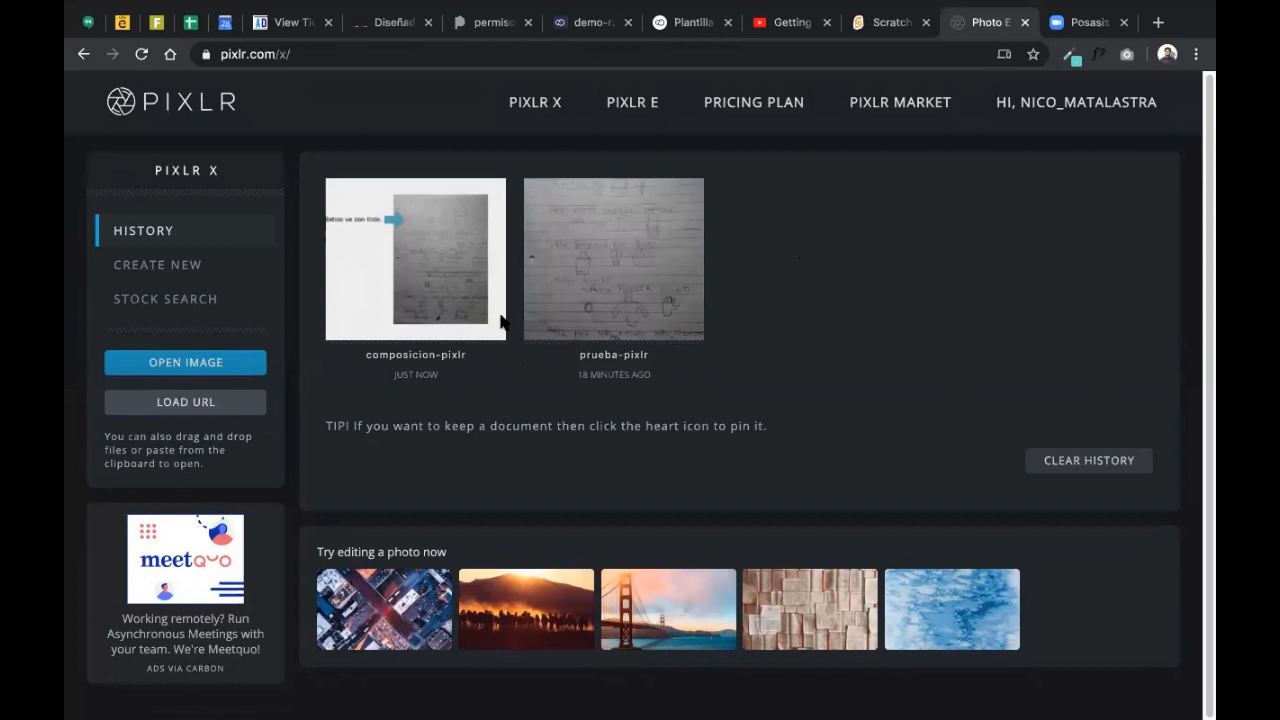 View Ti
Diseñad
permiso
demo-r
Plantilla
Getting
Scratch
Photo E
Posasis
pixlr.com/x/
f?
PIXLR
PIXLR X
PIXLR E
PRICING PLAN
PIXLR MARKET
HI, NICO_MATALASTRA
PIXLR X
HISTORY
CREATE NEW
STOCK SEARCH
OPEN IMAGE
LOAD URL
You can also drag and drop
files or paste from the
clipboard to open.
va con tilde.
composicion-pixlr
JUST NOW
prueba-pixlr
18 MINUTES AGO
TIP! If you want to keep a document then click the heart icon to pin it.
CLEAR HISTORY
meetquo
Working remotely? Run
Asynchronous Meetings with
your team. We're Meetquo!
ADS VIA CARBON
Try editing a photo now